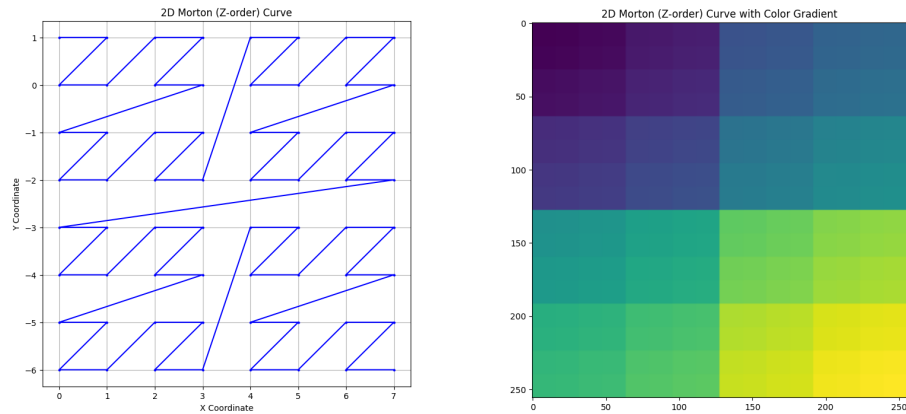 2D Morton (Z-order) Curve
1
0
−1
−2
−3
−4
−5
−6
Y Coordinate
0 1 2 3 4 5 6 7
X Coordinate
2D Morton (Z-order) Curve with Color Gradient
0
50
100
150
200
250
0 50 100 150 200 250